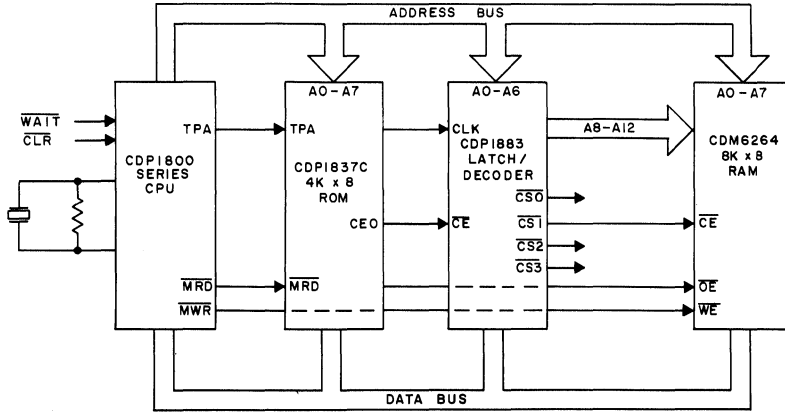 ADDRESS BUS
A0-A7
A0-A6
A0-A7
WAIT
CLR
TPA
TPA
CLK
A8-A12
CDP1800
SERIES
CPU
CDP1837C
4K x 8
ROM
CDP1883
LATCH/
DECODER
CDM6264
8K x 8
RAM
CS0
CEO
CE
CS1
CE
CS2
CS3
MRD
MRD
OE
MWR
WE
DATA BUS